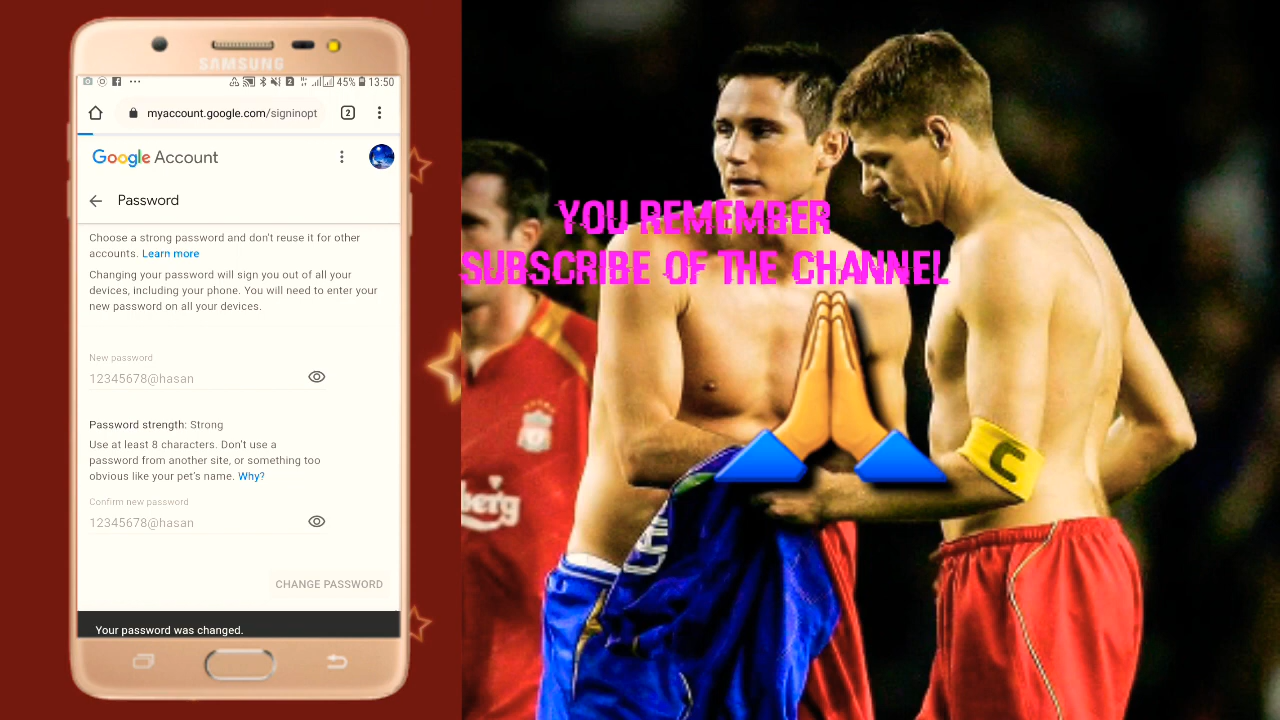 SAMSUNG
45% 13:50
myaccount.google.com/signinopt
2
Google Account
Password
Choose a strong password and don't reuse it for other
accounts. Learn more
Changing your password will sign you out of all your
devices, including your phone. You will need to enter your
new password on all your devices.
New password
12345678@hasan
Password strength: Strong
Use at least 8 characters. Don't use a
password from another site, or something too
obvious like your pet's name. Why?
Confirm new password
12345678@hasan
CHANGE PASSWORD
Your password was changed.
YOU REMEMBER
SUBSCRIBE OF THE CHANNEL
C